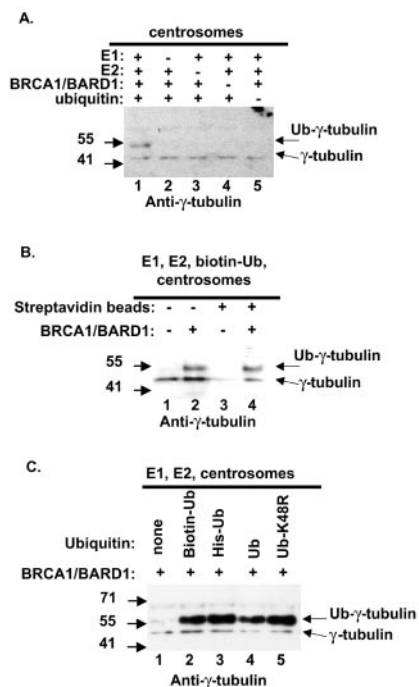 A.
centrosomes
E1: + - + + +
E2: + + - + +
BRCA1/BARD1: + + + - +
ubiquitin: + + + + -
55
Ub-γ-tubulin
41
γ-tubulin
1 2 3 4 5
Anti-γ-tubulin
B.
E1, E2, biotin-Ub,
centrosomes
Streptavidin beads: - - + +
BRCA1/BARD1: - + - +
55
Ub-γ-tubulin
41
γ-tubulin
1 2 3 4
Anti-γ-tubulin
C.
E1, E2, centrosomes
Ubiquitin: none Biotin-Ub His-Ub Ub Ub-K48R
BRCA1/BARD1: + + + + +
71
55
Ub-γ-tubulin
γ-tubulin
41
1 2 3 4 5
Anti-γ-tubulin